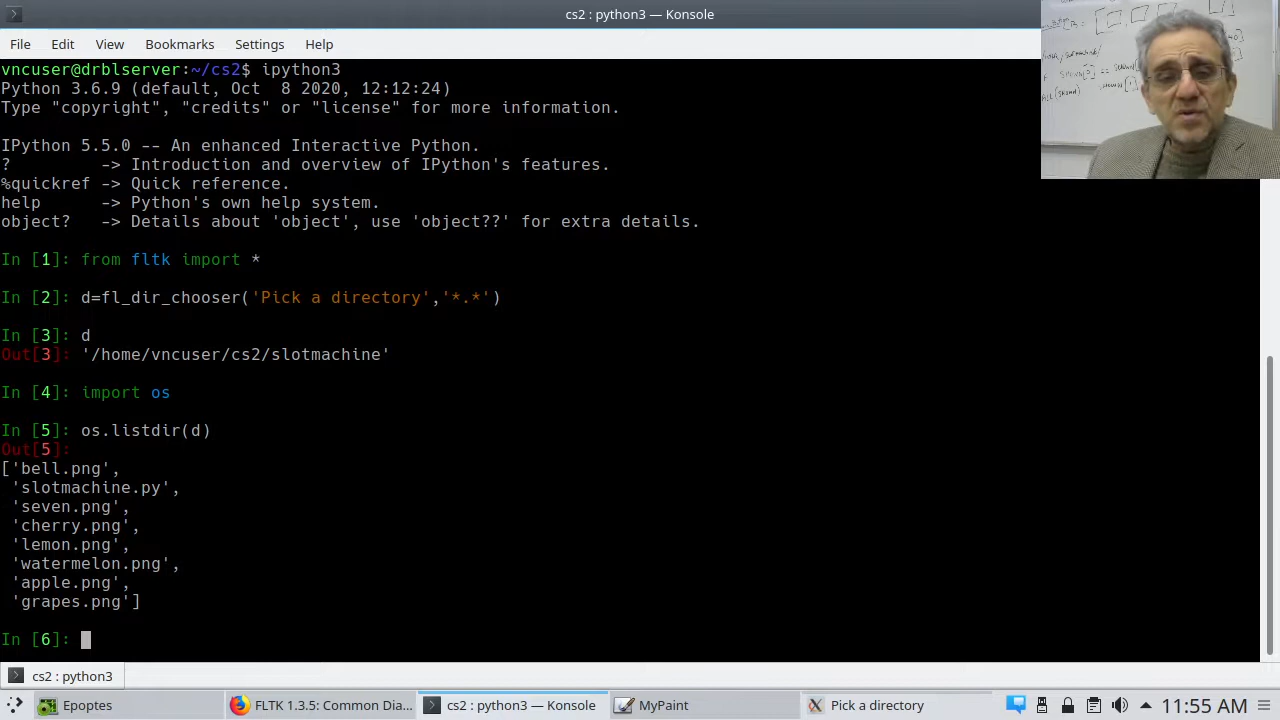 cs2 : python3 — Konsole
File Edit View Bookmarks Settings Help
vncuser@drblserver:~/cs2$ ipython3
Python 3.6.9 (default, Oct  8 2020, 12:12:24)
Type "copyright", "credits" or "license" for more information.
IPython 5.5.0 -- An enhanced Interactive Python.
?         -> Introduction and overview of IPython's features.
%quickref -> Quick reference.
help      -> Python's own help system.
object?   -> Details about 'object', use 'object??' for extra details.
In [1]: from fltk import *
In [2]: d=fl_dir_chooser('Pick a directory','*.*')
In [3]: d
Out[3]: '/home/vncuser/cs2/slotmachine'
In [4]: import os
In [5]: os.listdir(d)
Out[5]:
['bell.png',
'slotmachine.py',
'seven.png',
'cherry.png',
'lemon.png',
'watermelon.png',
'apple.png',
'grapes.png']
In [6]:
cs2 : python3
Epoptes FLTK 1.3.5: Common Dia... cs2 : python3 — Konsole MyPaint Pick a directory 11:55 AM